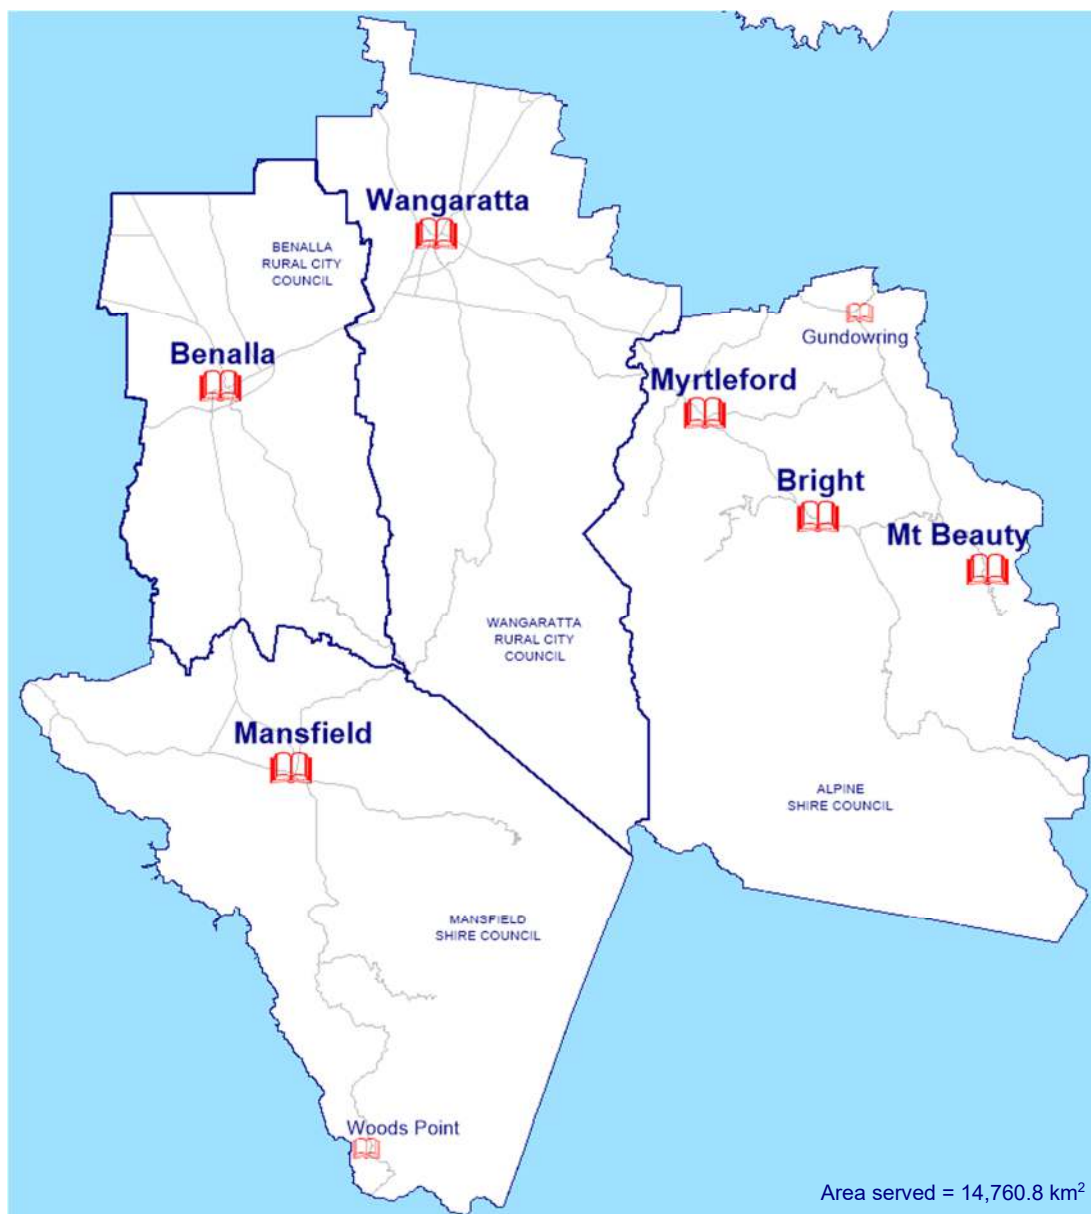 Wangaratta
BENALLA
RURAL CITY
COUNCIL
Gundowring
Benalla
Myrtleford
Bright
Mt Beauty
WANGARATTA
RURAL CITY
COUNCIL
Mansfield
ALPINE
SHIRE COUNCIL
MANSFIELD
SHIRE COUNCIL
Woods Point
Area served = 14,760.8 km²